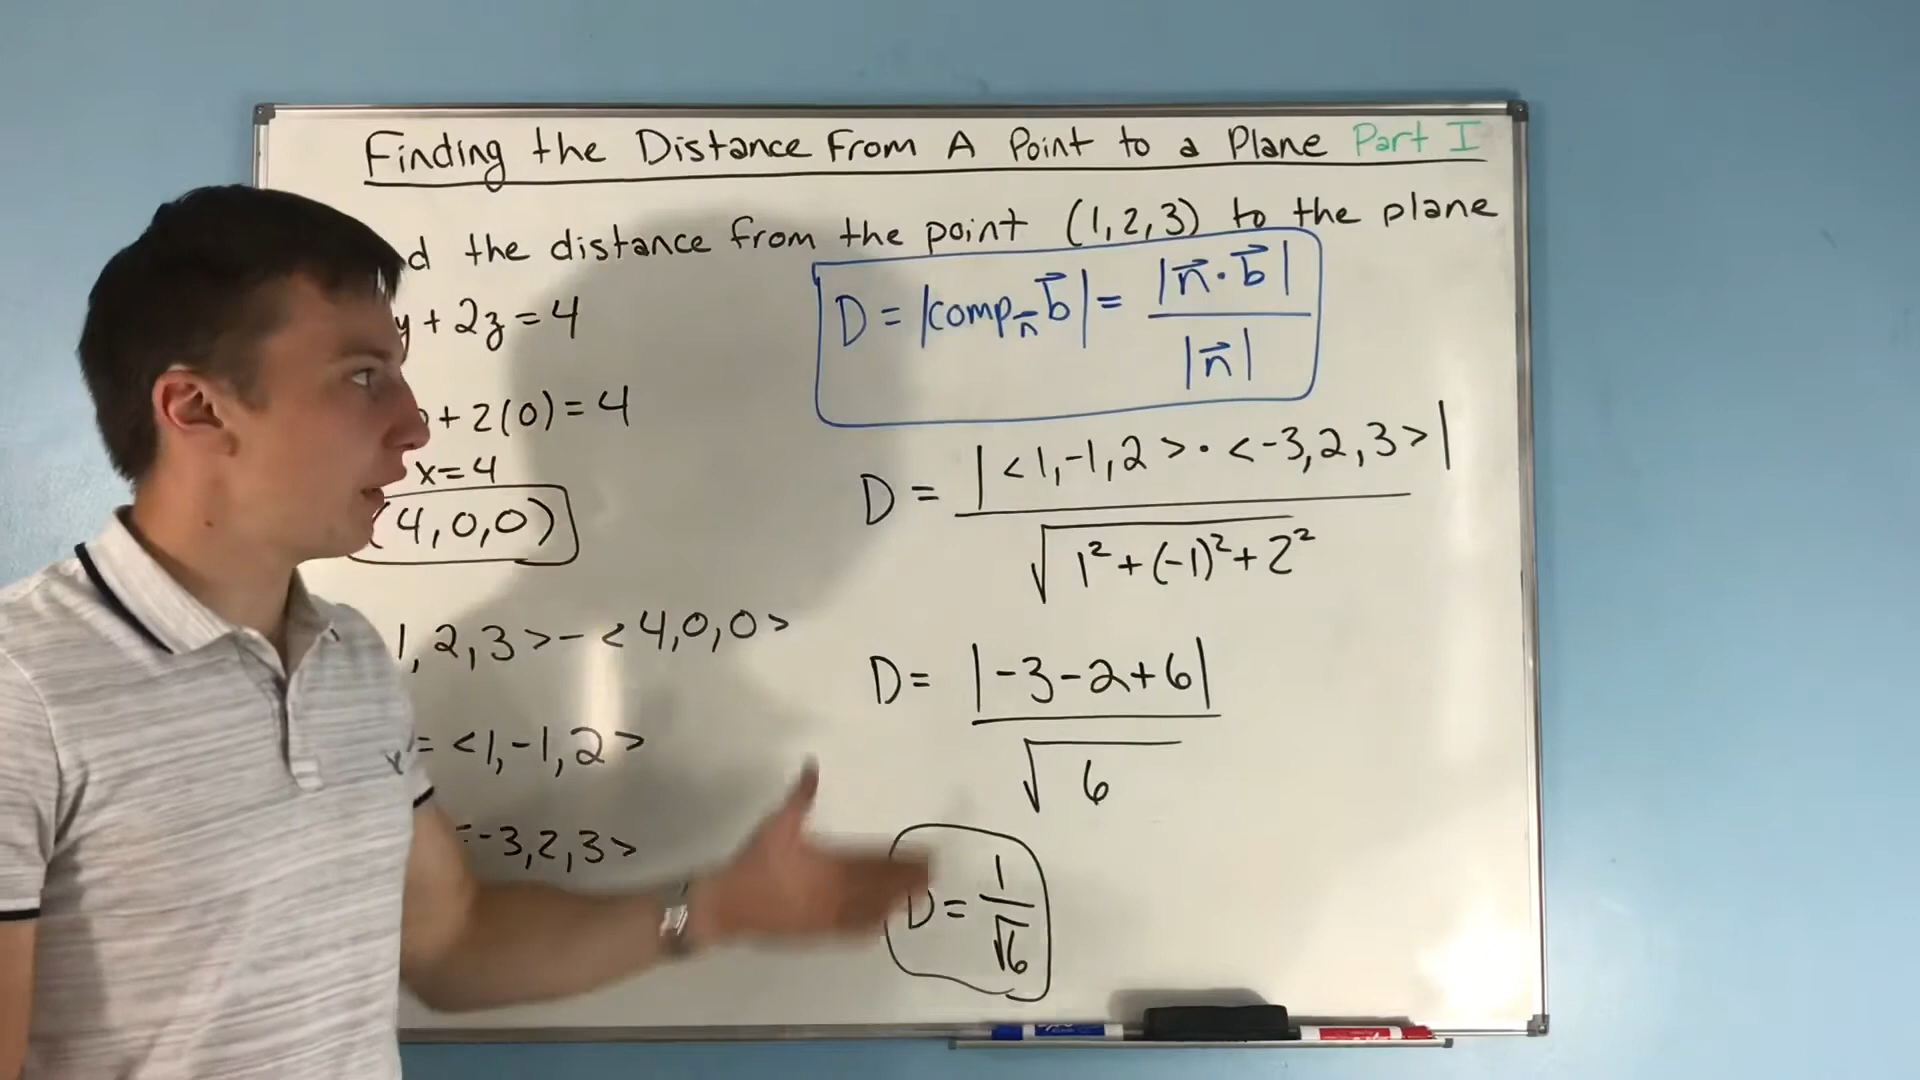 Finding the Distance From A Point to a Plane Part I
d the distance from the point (1,2,3) to the plane
y + 2z = 4
+ 2(0) = 4
x = 4
(4,0,0)
1, 2, 3 > - < 4,0,0 >
= <1,-1,2 >
= -3,2,3>
D = |comp_n⃗ b⃗| = |n⃗ · b⃗| / |n⃗|
D = | <1,-1,2 > · <-3,2,3> | / √(1² + (-1)² + 2²)
D = |-3-2+6| / √6
D = 1/√6